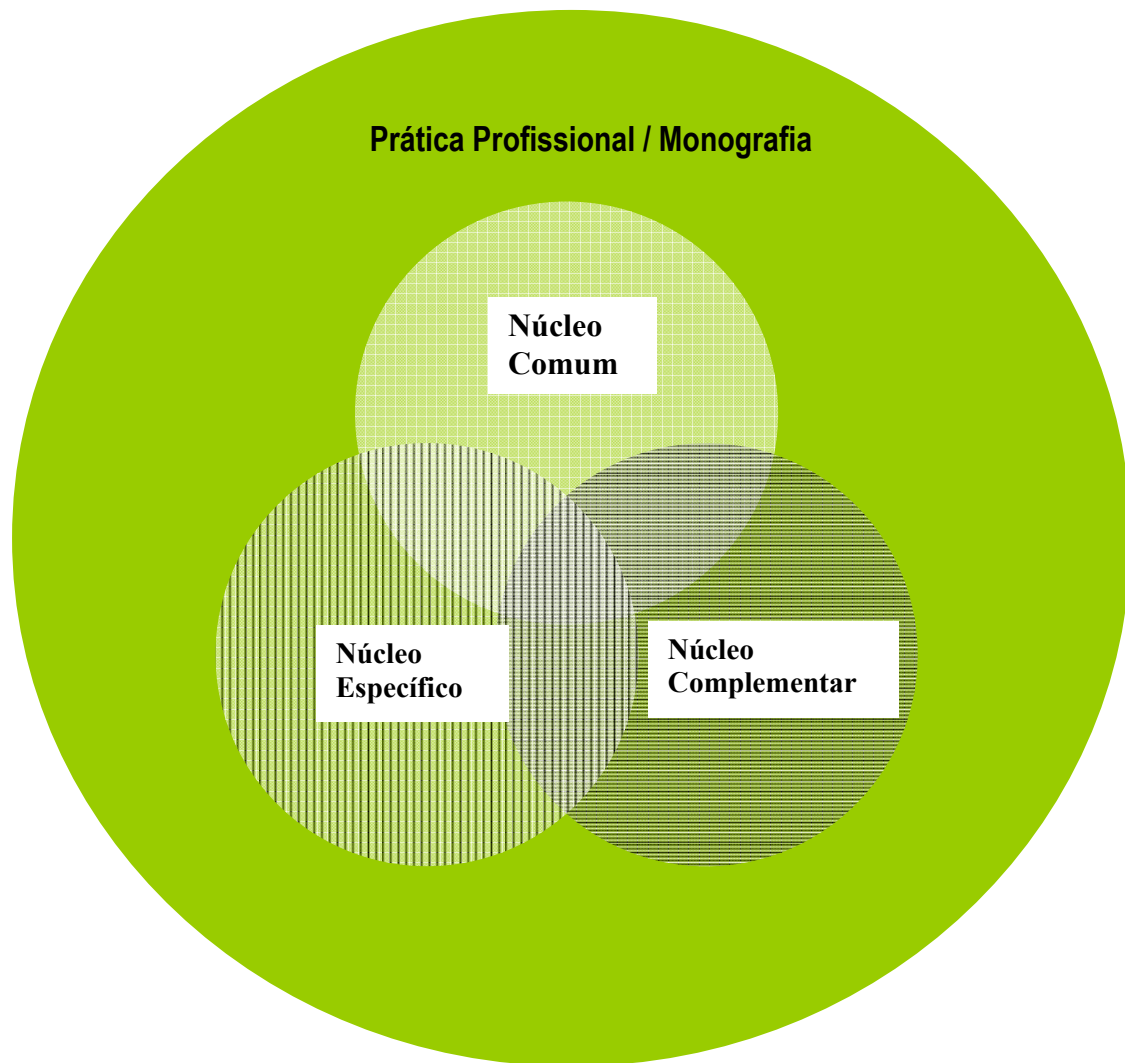 Prática Profissional / Monografia
Núcleo
Comum
Núcleo
Específico
Núcleo
Complementar